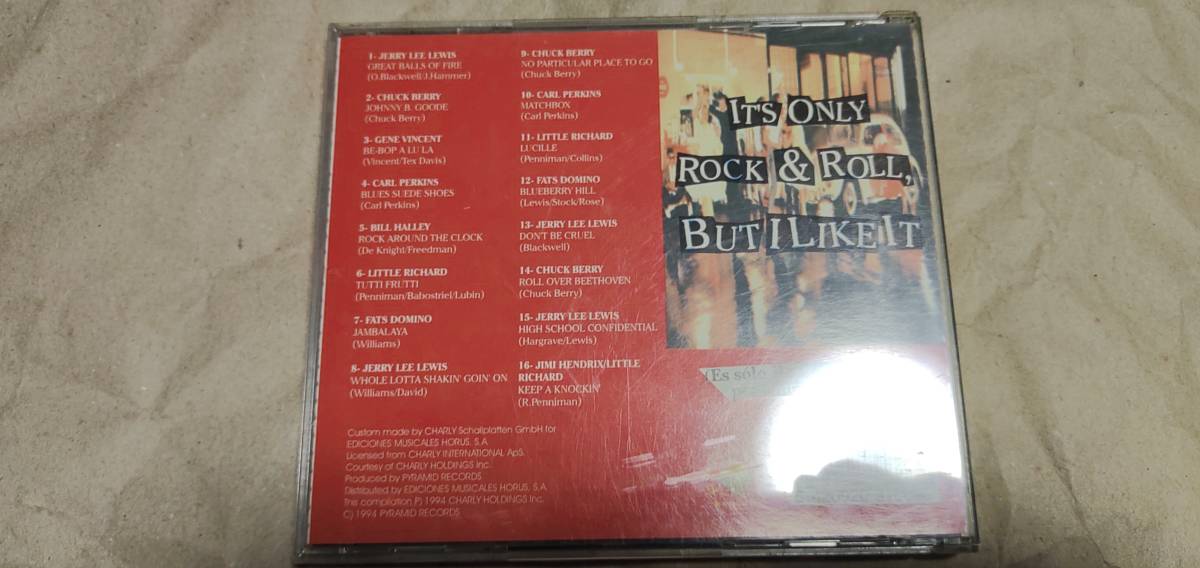 1- JERRY LEE LEWIS
GREAT BALLS OF FIRE
(O.Blackwell/J.Hammer)
2- CHUCK BERRY
JOHNNY B. GOODE
(Chuck Berry)
3- GENE VINCENT
BE-BOP A LU LA
(Vincent/Tex Davis)
4- CARL PERKINS
BLUES SUEDE SHOES
(Carl Perkins)
5- BILL HALLEY
ROCK AROUND THE CLOCK
(De Knight/Freedman)
6- LITTLE RICHARD
TUTTI FRUTTI
(Penniman/Babostriel/Lubin)
7- FATS DOMINO
JAMBALAYA
(Williams)
8- JERRY LEE LEWIS
WHOLE LOTTA SHAKIN' GOIN' ON
(Williams/David)
9- CHUCK BERRY
NO PARTICULAR PLACE TO GO
(Chuck Berry)
10- CARL PERKINS
MATCHBOX
(Carl Perkins)
11- LITTLE RICHARD
LUCILLE
(Penniman/Collins)
12- FATS DOMINO
BLUEBERRY HILL
(Lewis/Stock/Rose)
13- JERRY LEE LEWIS
DON'T BE CRUEL
(Blackwell)
14- CHUCK BERRY
ROLL OVER BEETHOVEN
(Chuck Berry)
15- JERRY LEE LEWIS
HIGH SCHOOL CONFIDENTIAL
(Hargrave/Lewis)
16- JIMI HENDRIX/LITTLE
RICHARD
KEEP A KNOCKIN'
(R.Penniman)
Custom made by CHARLY Schallplatten GmbH for
EDICIONES MUSICALES HORUS, S.A
Licensed from CHARLY INTERNATIONAL ApS.
Courtesy of CHARLY HOLDINGS Inc.
Produced by PYRAMID RECORDS
Distributed by EDICIONES MUSICALES HORUS, S.A.
This compilation P) 1994 CHARLY HOLDINGS Inc.
C) 1994 PYRAMID RECORDS
IT'S ONLY
ROCK & ROLL,
BUT I LIKE IT
(Es sólo